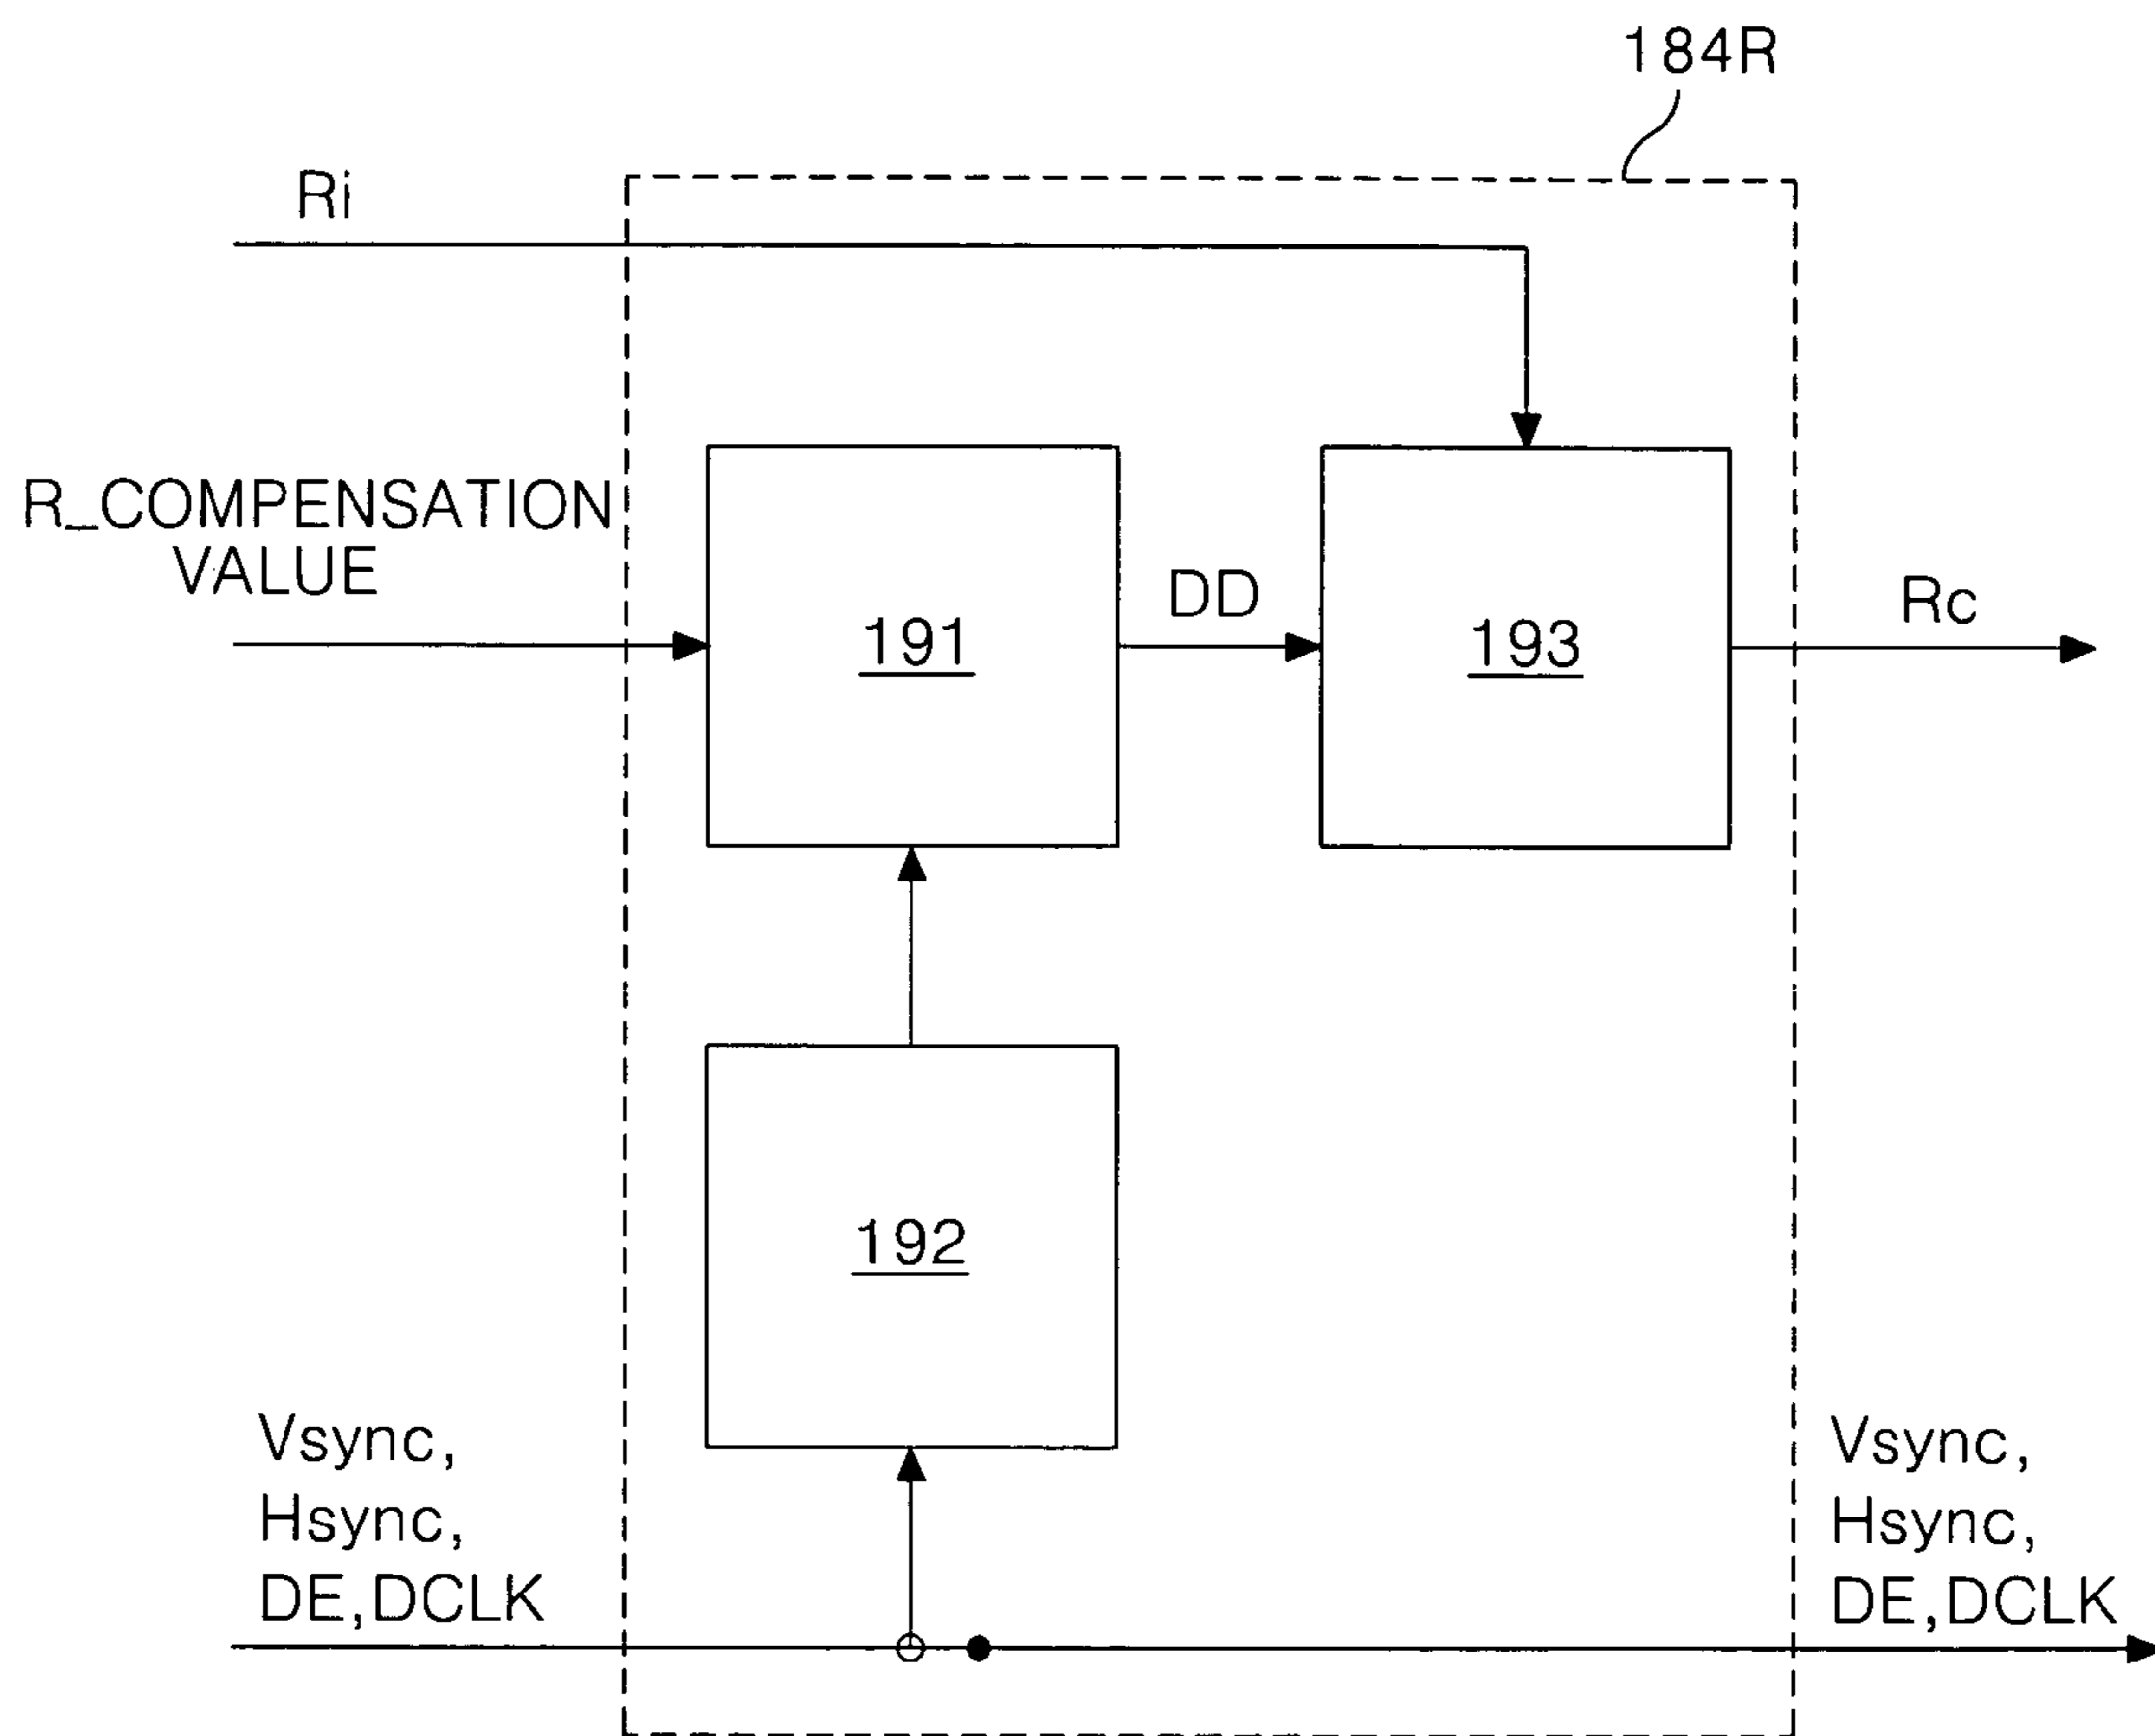 184R
Ri
R_COMPENSATION
VALUE
191
DD
193
Rc
192
Vsync,
Hsync,
DE,DCLK
Vsync,
Hsync,
DE,DCLK